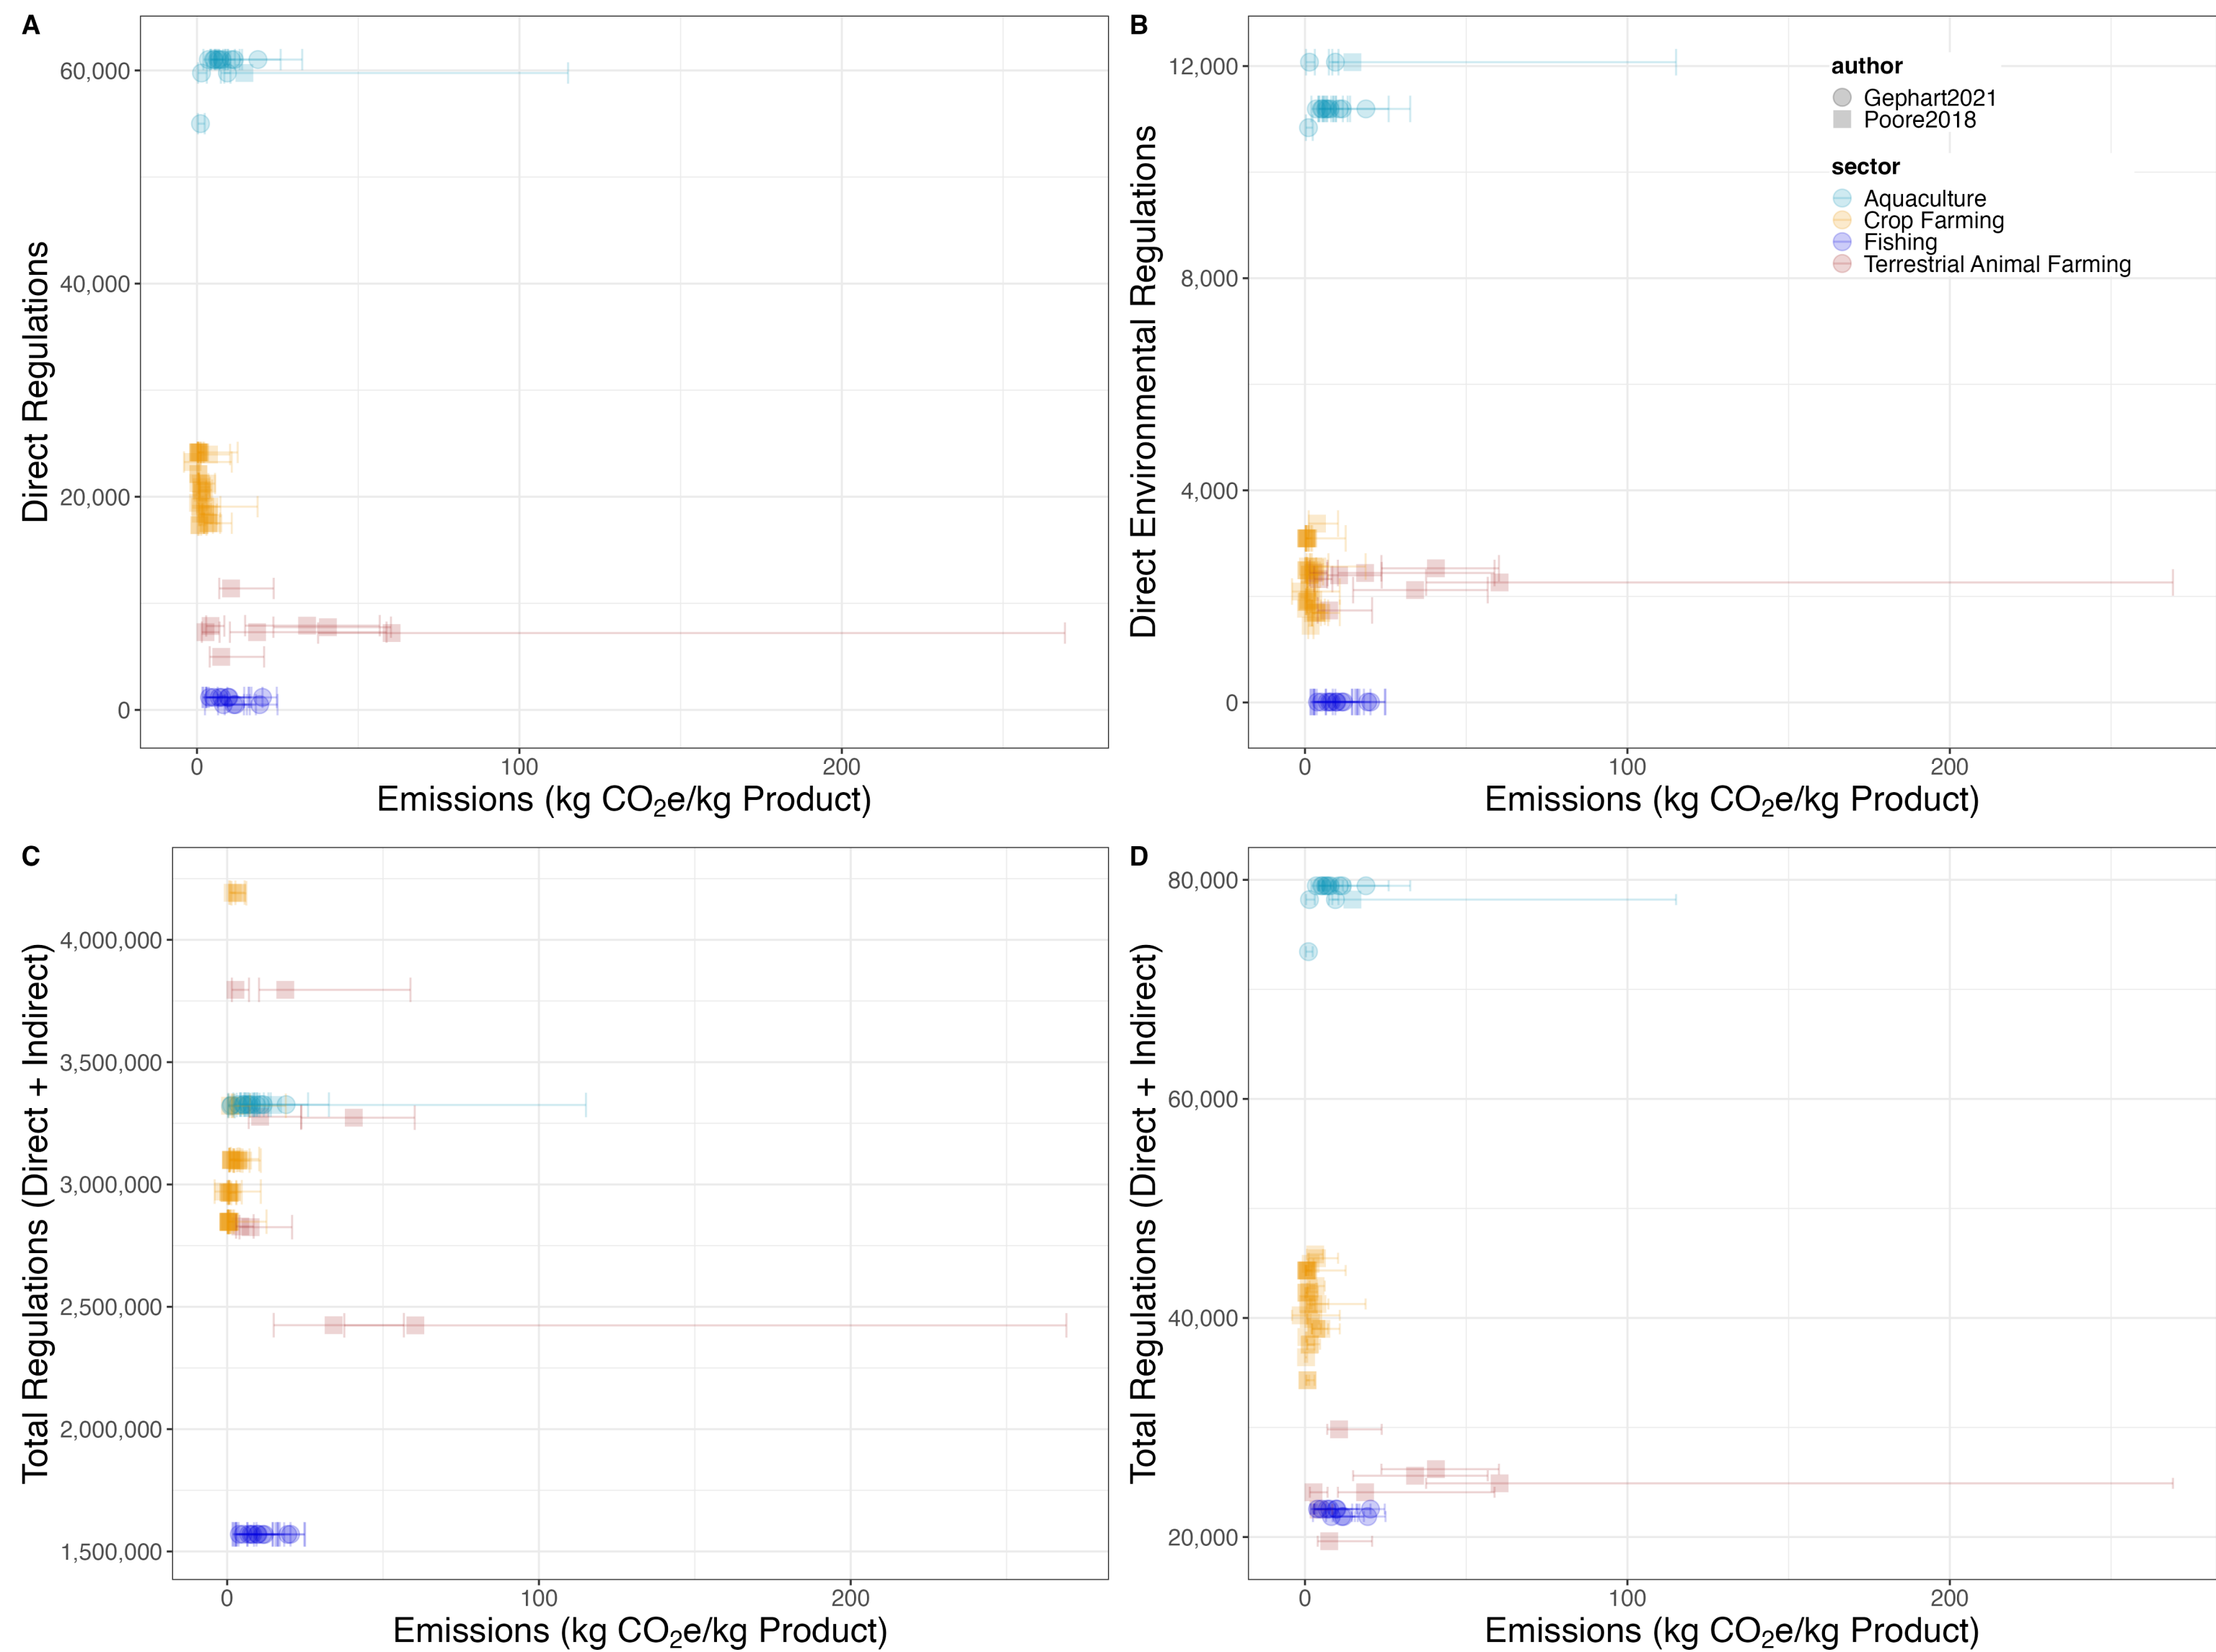 A
Direct Regulations
60,000
40,000
20,000
0
0 100 200
Emissions (kg CO₂e/kg Product)
B
Direct Environmental Regulations
12,000
8,000
4,000
0
0 100 200
Emissions (kg CO₂e/kg Product)
author
Gephart2021
Poore2018
sector
Aquaculture
Crop Farming
Fishing
Terrestrial Animal Farming
C
Total Regulations (Direct + Indirect)
4,000,000
3,500,000
3,000,000
2,500,000
2,000,000
1,500,000
0 100 200
Emissions (kg CO₂e/kg Product)
D
Total Regulations (Direct + Indirect)
80,000
60,000
40,000
20,000
0 100 200
Emissions (kg CO₂e/kg Product)